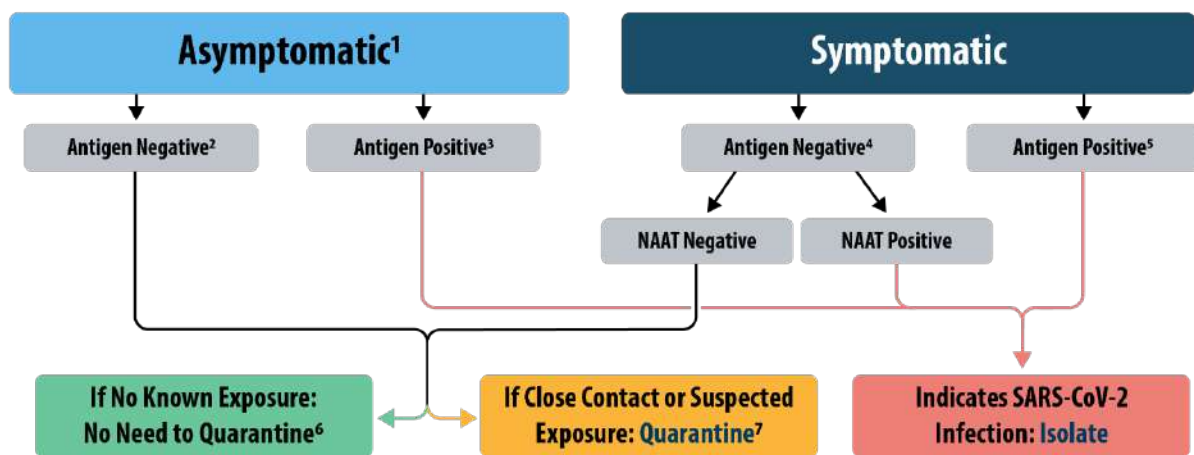 Asymptomatic¹
Symptomatic
Antigen Negative²
Antigen Positive³
Antigen Negative⁴
Antigen Positive⁵
NAAT Negative
NAAT Positive
If No Known Exposure:
No Need to Quarantine⁶
If Close Contact or Suspected
Exposure: Quarantine⁷
Indicates SARS-CoV-2
Infection: Isolate